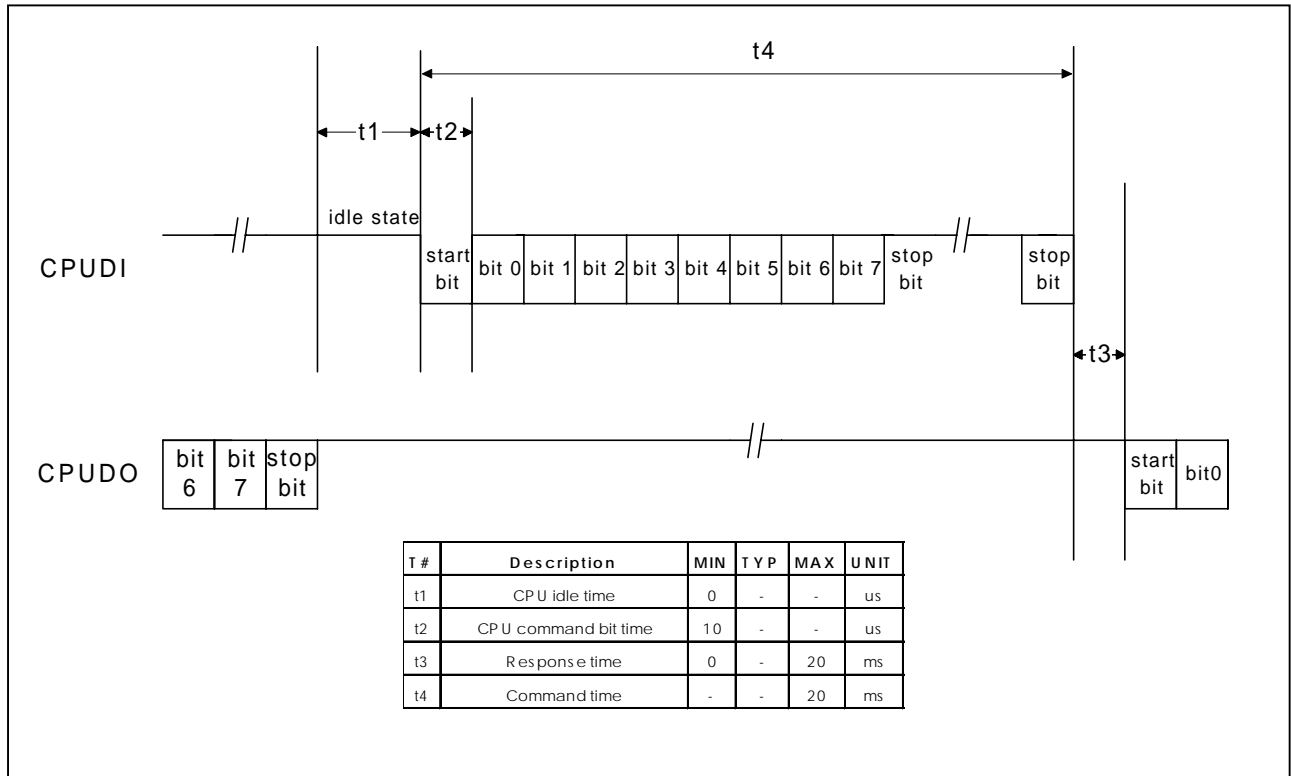 t4
t1 t2
idle state
CPUDI
start bit
bit 0 bit 1 bit 2 bit 3 bit 4 bit 5 bit 6 bit 7
stop bit
stop bit
t3
CPUDO
bit 6
bit 7
stop bit
start bit
bit0
T# Description MIN TYP MAX UNIT
t1 CPU idle time 0 - - us
t2 CPU command bit time 10 - - us
t3 Response time 0 - 20 ms
t4 Command time - - 20 ms